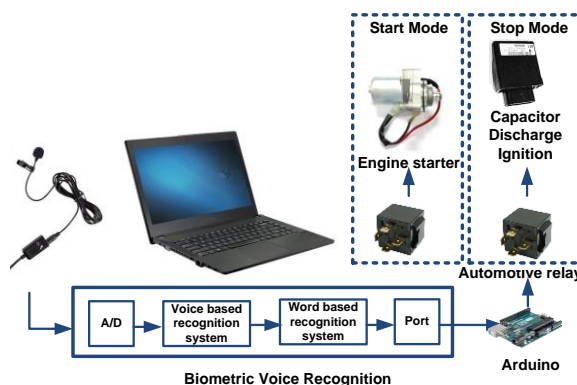 Start Mode
Stop Mode
Capacitor
Discharge
Ignition
Engine starter
Automotive relay
A/D
Voice based
recognition
system
Word based
recognition
system
Port
Arduino
Biometric Voice Recognition